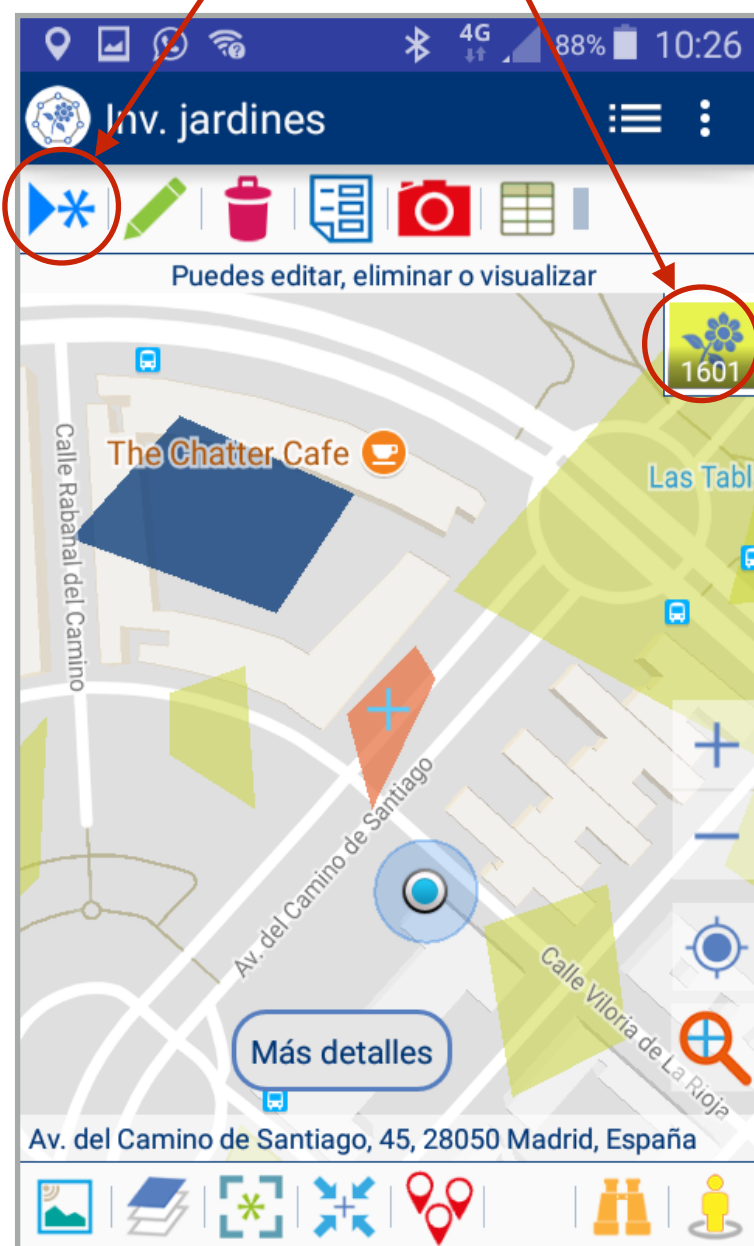 4G 88% 10:26
Inv. jardines
Puedes editar, eliminar o visualizar
1601
The Chatter Cafe
Las Tabl
Calle Rabanal del Camino
Av. del Camino de Santiago
Calle Viloria de La Rioja
Más detalles
Av. del Camino de Santiago, 45, 28050 Madrid, España